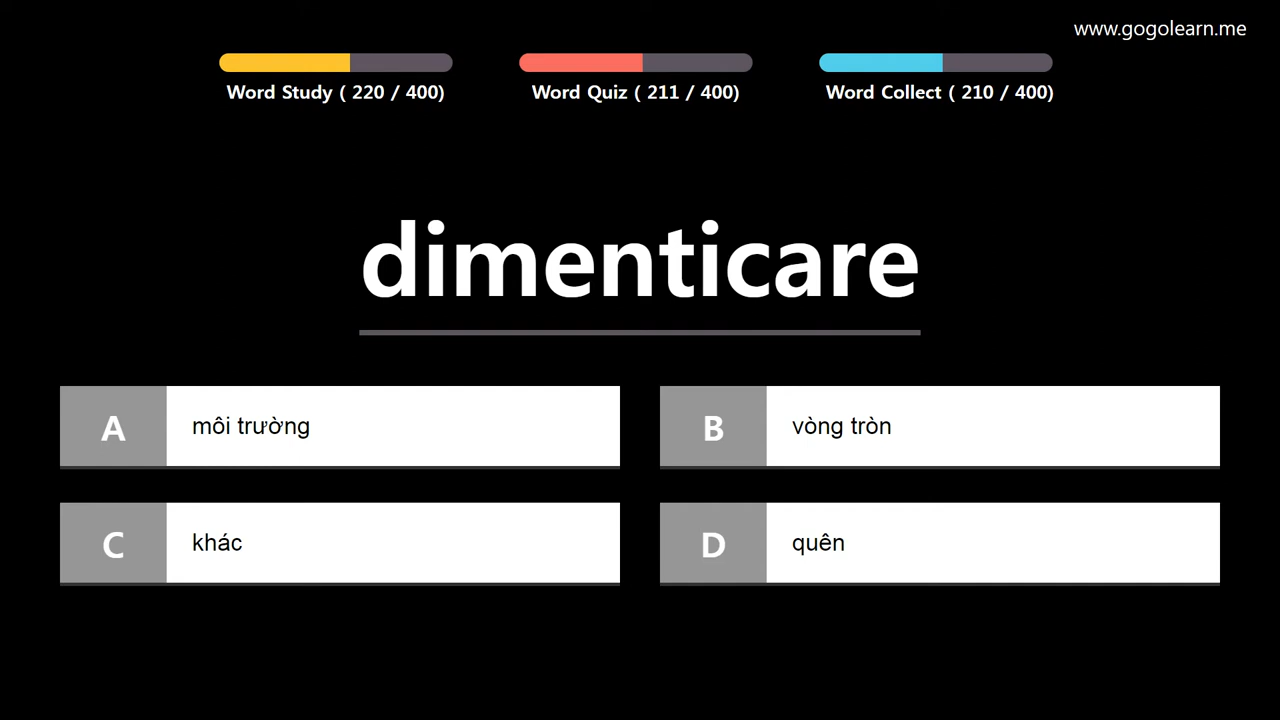 www.gogolearn.me
Word Study ( 220 / 400)
Word Quiz ( 211 / 400)
Word Collect ( 210 / 400)
dimenticare
A môi trường
B vòng tròn
C khác
D quên